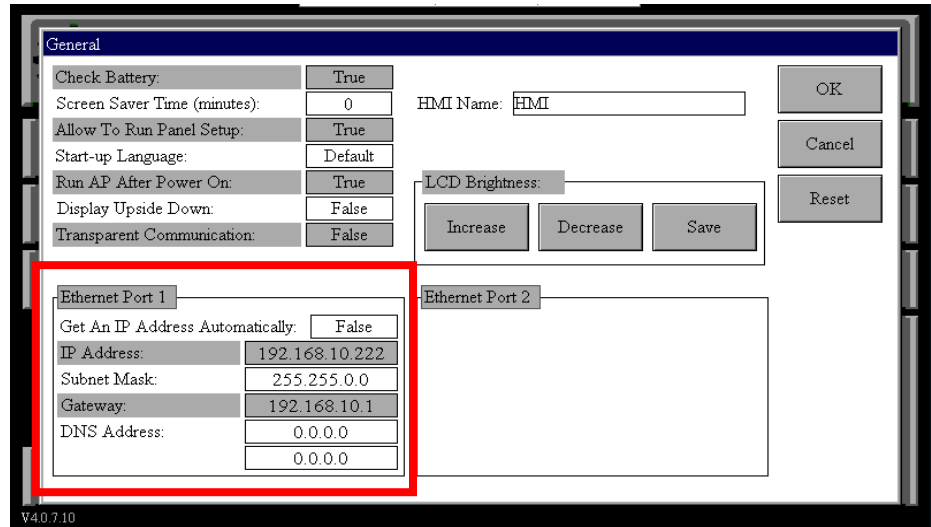 General
Check Battery: True
Screen Saver Time (minutes): 0
Allow To Run Panel Setup: True
Start-up Language: Default
Run AP After Power On: True
Display Upside Down: False
Transparent Communication: False
HMI Name: HMI
LCD Brightness:
Increase Decrease Save
OK
Cancel
Reset
Ethernet Port 1
Get An IP Address Automatically: False
IP Address: 192.168.10.222
Subnet Mask: 255.255.0.0
Gateway: 192.168.10.1
DNS Address: 0.0.0.0
0.0.0.0
Ethernet Port 2
V4.0.7.10